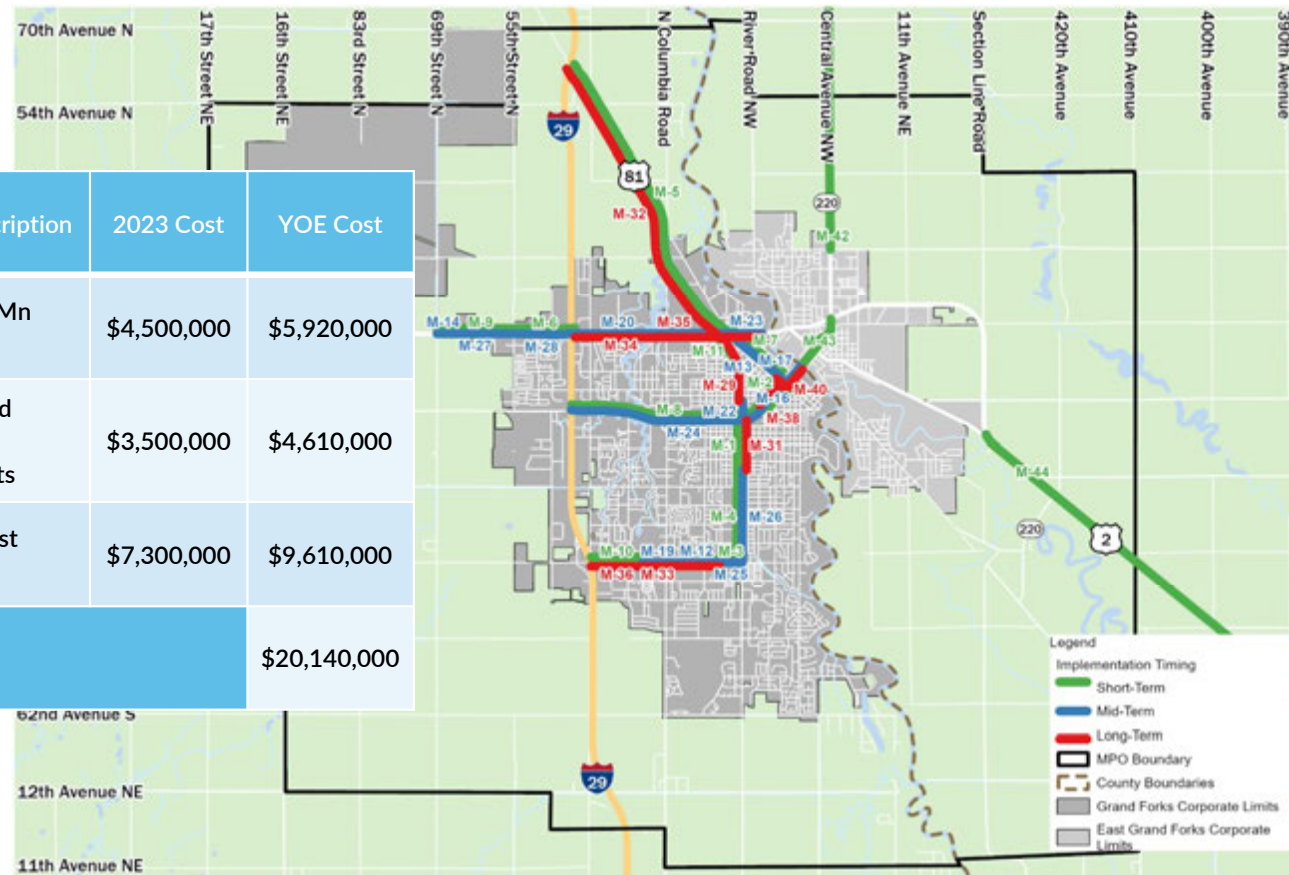 70th Avenue N
54th Avenue N
17th Street NE
16th Street NE
83rd Street N
69th Street N
55th Street N
N Columbia Road
River Road NW
Central Avenue NW
11th Avenue NE
Section Line Road
420th Avenue
410th Avenue
400th Avenue
390th Avenue
29
81
M-5
M-32
220
M-42
cription 2023 Cost YOE Cost
Mn $4,500,000 $5,920,000
d
ts $3,500,000 $4,610,000
st $7,300,000 $9,610,000
$20,140,000
M-14 M-9 M-6 M-20 M-35 M-23
M-27 M-28 M-34 M-11 M-7 M-43
M13 M-17
M-29 M-2 M-40
M-16
M-8 M-22 M-38
M-24 M-1 M-31
M-44
M-4 M-26
220
2
M-10 M-19 M-12 M-3
M-36 M-33 M-25
62nd Avenue S
29
12th Avenue NE
11th Avenue NE
Legend
Implementation Timing
Short-Term
Mid-Term
Long-Term
MPO Boundary
County Boundaries
Grand Forks Corporate Limits
East Grand Forks Corporate
Limits